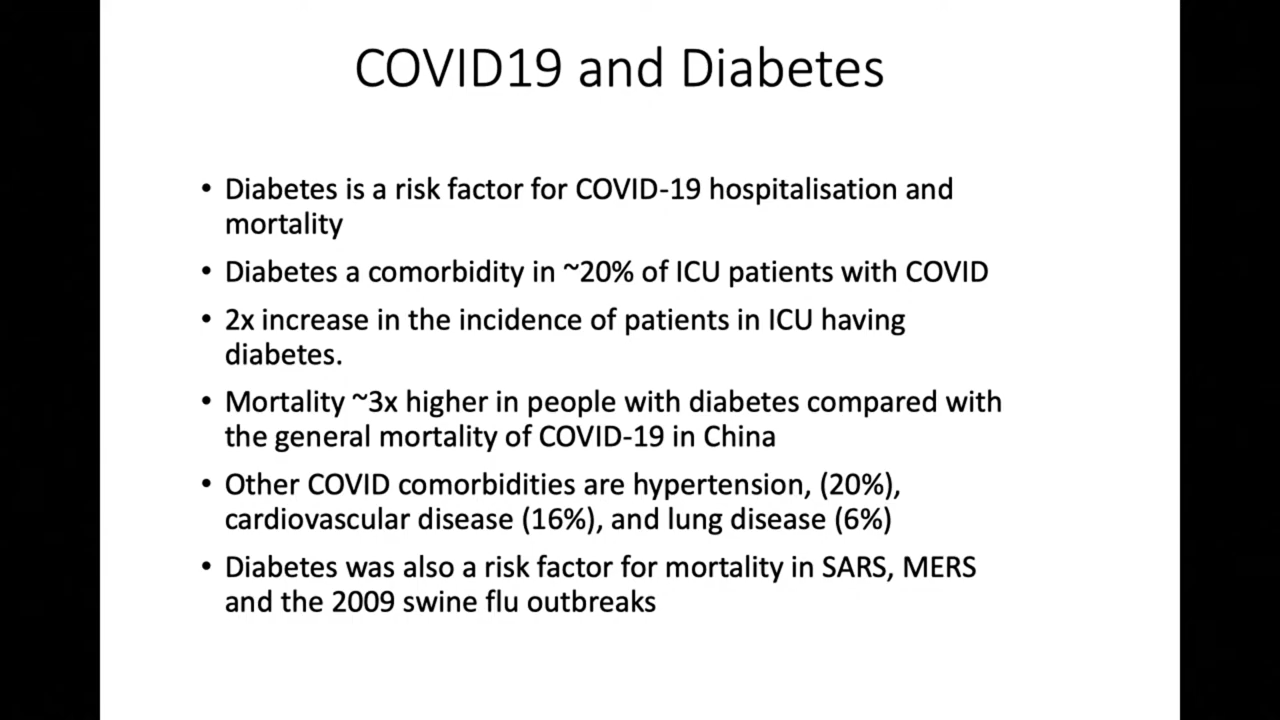 COVID19 and Diabetes
• Diabetes is a risk factor for COVID-19 hospitalisation and
mortality
• Diabetes a comorbidity in ~20% of ICU patients with COVID
• 2x increase in the incidence of patients in ICU having
diabetes.
• Mortality ~3x higher in people with diabetes compared with
the general mortality of COVID-19 in China
• Other COVID comorbidities are hypertension, (20%),
cardiovascular disease (16%), and lung disease (6%)
• Diabetes was also a risk factor for mortality in SARS, MERS
and the 2009 swine flu outbreaks